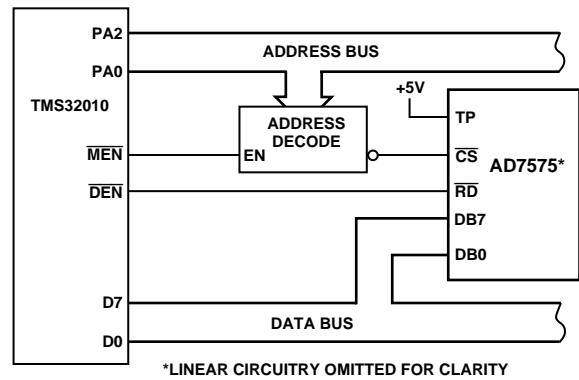 PA2
ADDRESS BUS
PA0
+5V
TMS32010
TP
ADDRESS
DECODE
MEN
EN
CS
AD7575*
DEN
RD
DB7
DB0
D7
DATA BUS
D0
*LINEAR CIRCUITRY OMITTED FOR CLARITY